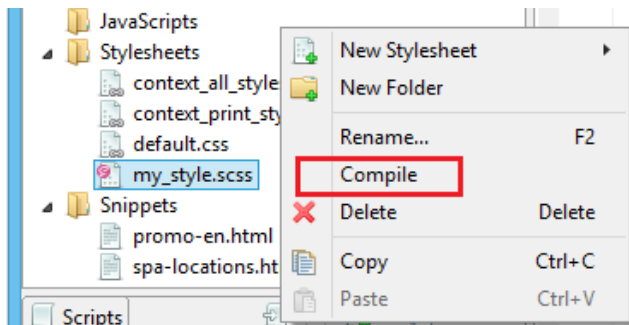 JavaScripts
Stylesheets
context_all_style
context_print_sty
default.css
my_style.scss
Snippets
promo-en.html
spa-locations.ht
Scripts
New Stylesheet
New Folder
Rename... F2
Compile
Delete Delete
Copy Ctrl+C
Paste Ctrl+V